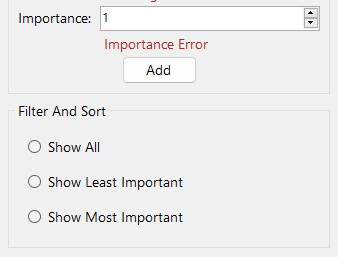 Importance: 1
Importance Error
Add
Filter And Sort
Show All
Show Least Important
Show Most Important